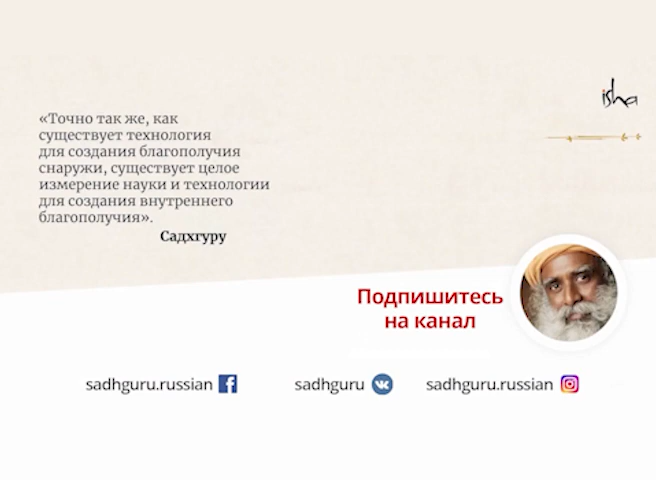 «Точно так же, как
существует технология
для создания благополучия
снаружи, существует целое
измерение науки и технологии
для создания внутреннего
благополучия».
Садхгуру
isha
Подпишитесь
на канал
sadhguru.russian
sadhguru
sadhguru.russian